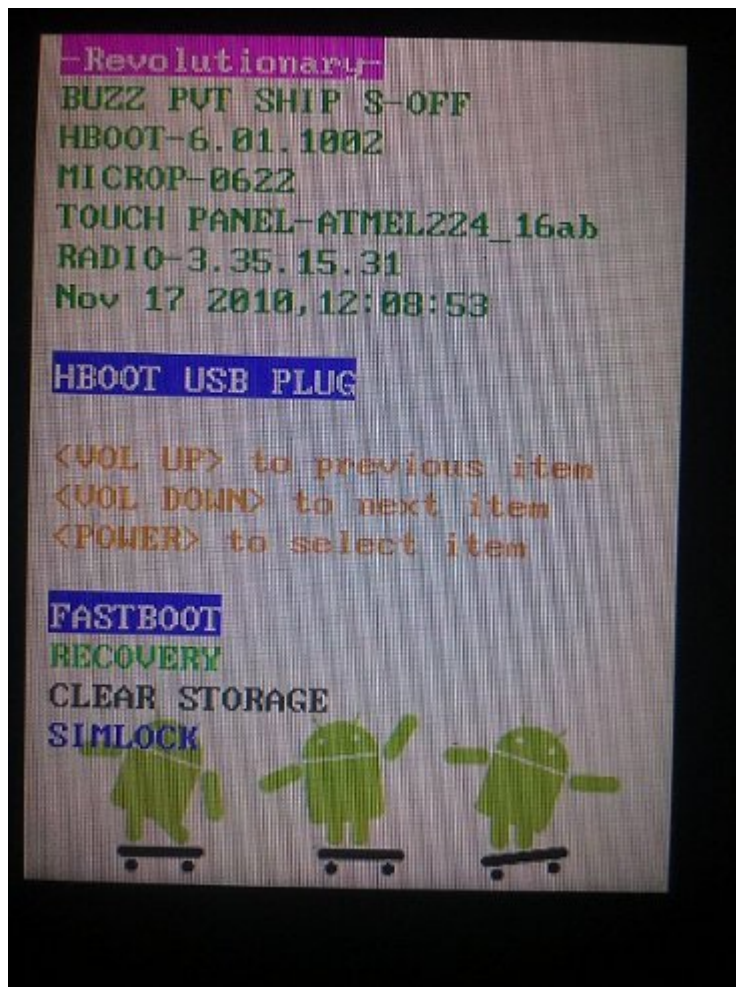 -Revolutionary-
BUZZ PVT SHIP S-OFF
HBOOT-6.01.1002
MICROP-0622
TOUCH PANEL-ATMEL224_16ab
RADIO-3.35.15.31
Nov 17 2010,12:08:53
HBOOT USB PLUG
<VOL UP> to previous item
<VOL DOWN> to next item
<POWER> to select item
FASTBOOT
RECOVERY
CLEAR STORAGE
SIMLOCK